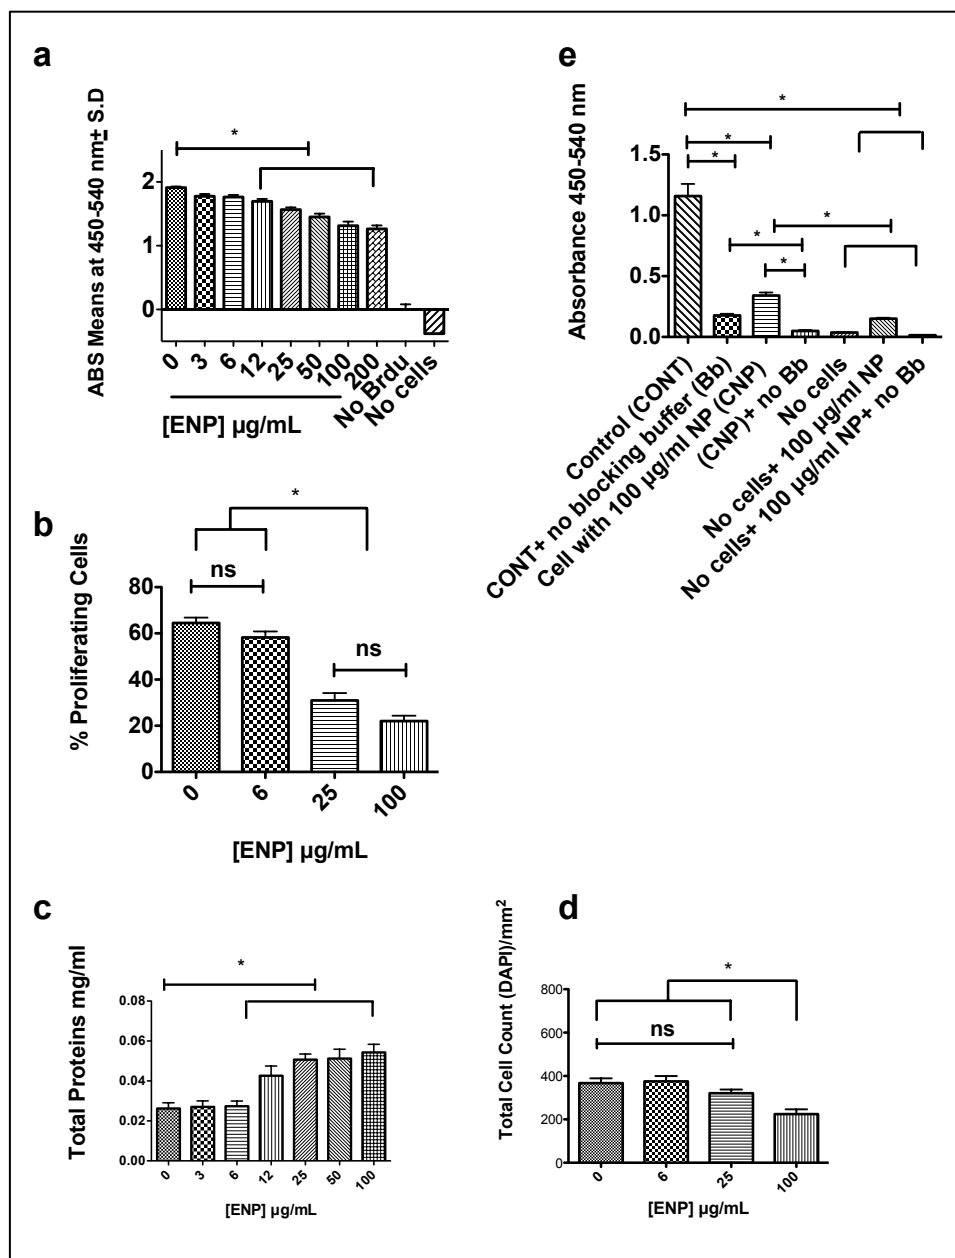 a
ABS Means at 450-540 nm± S.D
*
2
1
0
0
3
6
12
25
50
100
200
No Brdu
No cells
[ENP] µg/mL
e
Absorbance 450-540 nm
*
*
*
*
*
*
1.5
1.0
0.5
0.0
Control (CONT)
CONT+ no blocking buffer (Bb)
Cell with 100 µg/ml NP (CNP)
(CNP)+ no Bb
No cells
No cells+ 100 µg/ml NP
No cells+ 100 µg/ml NP+ no Bb
b
% Proliferating Cells
*
ns
ns
80
60
40
20
0
0
6
25
100
[ENP] µg/mL
c
Total Proteins mg/ml
*
0.08
0.06
0.04
0.02
0.00
0
3
6
12
25
50
100
[ENP] µg/mL
d
Total Cell Count (DAPI)/mm²
*
ns
800
600
400
200
0
0
6
25
100
[ENP] µg/mL